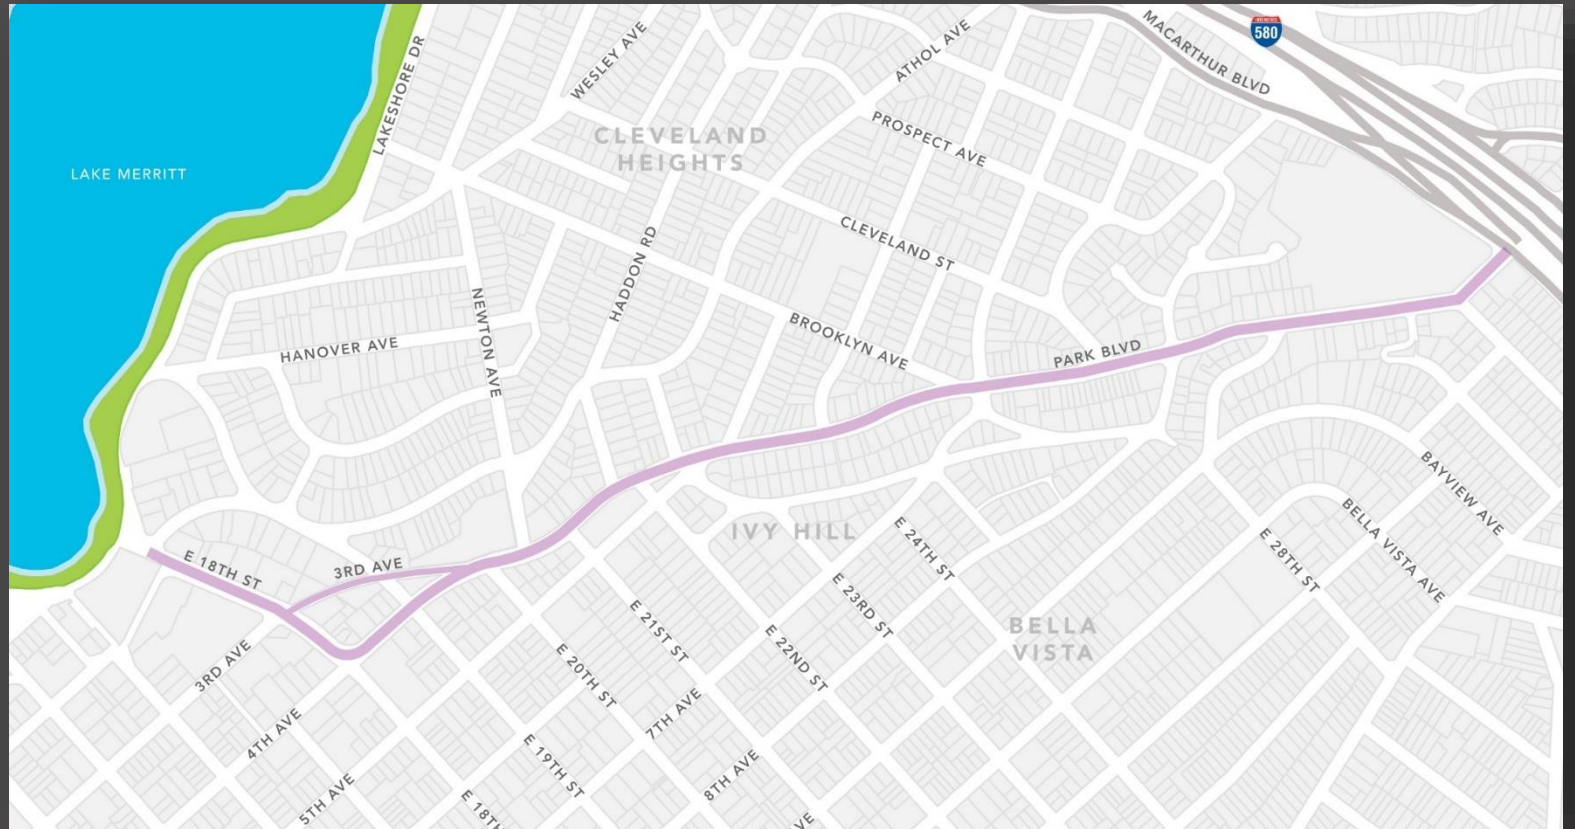 MACARTHUR BLVD
INTERSTATE
580
WESLEY AVE
ATHOL AVE
LAKESHORE DR
CLEVELAND
HEIGHTS
PROSPECT AVE
LAKE MERRITT
CLEVELAND ST
HADDON RD
NEWTON AVE
BROOKLYN AVE
HANOVER AVE
PARK BLVD
BAYVIEW AVE
BELLA VISTA AVE
IVY HILL
E 24TH ST
E 28TH ST
E 18TH ST
3RD AVE
E 23RD ST
E 21ST ST
E 22ND ST
BELLA
VISTA
3RD AVE
E 20TH ST
7TH AVE
4TH AVE
E 19TH ST
8TH AVE
5TH AVE
E 18TH
VE